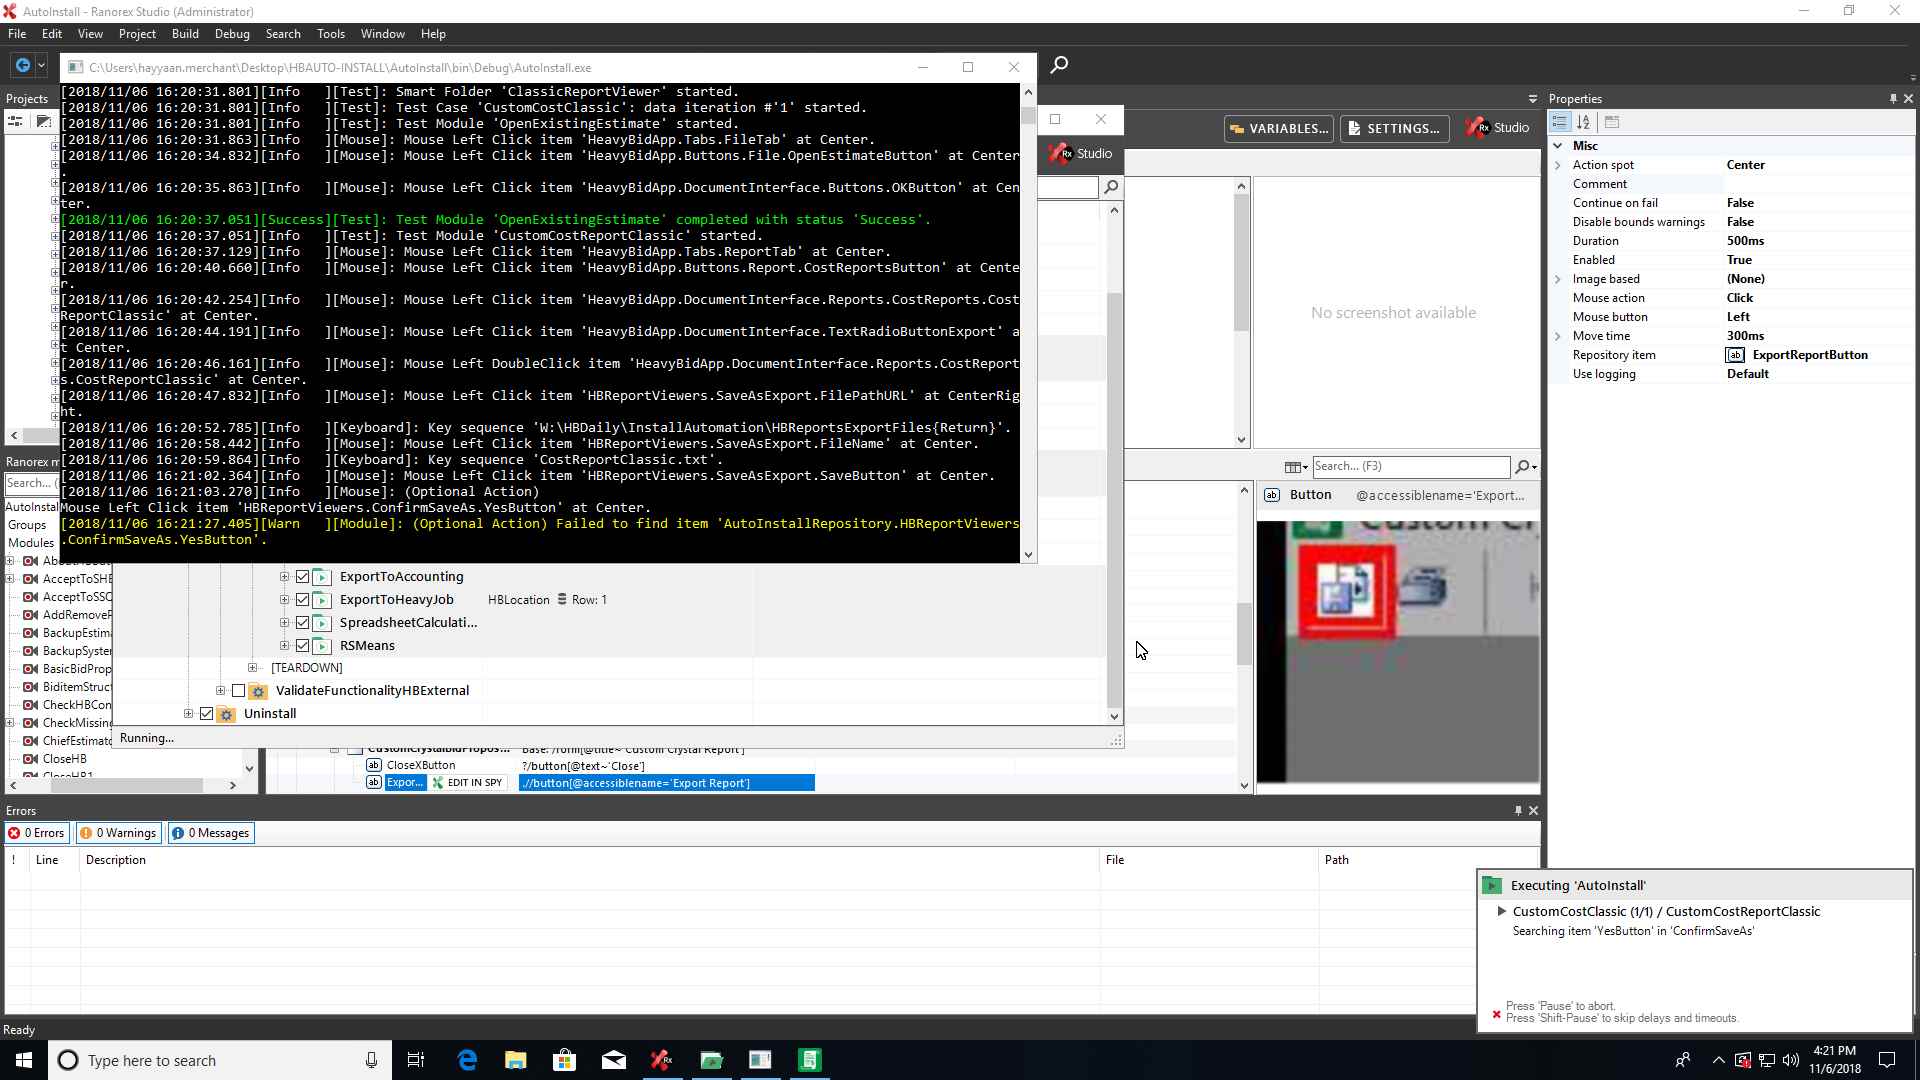 AutoInstall - Ranorex Studio (Administrator)
File Edit View Project Build Debug Search Tools Window Help
C:\Users\hayyaan.merchant\Desktop\HBAUTO-INSTALL\AutoInstall\bin\Debug\AutoInstall.exe
Projects
[2018/11/06 16:20:31.801][Info   ][Test]: Smart Folder 'ClassicReportViewer' started.
[2018/11/06 16:20:31.801][Info   ][Test]: Test Case 'CustomCostClassic': data iteration #'1' started.
[2018/11/06 16:20:31.801][Info   ][Test]: Test Module 'OpenExistingEstimate' started.
[2018/11/06 16:20:31.863][Info   ][Mouse]: Mouse Left Click item 'HeavyBidApp.Tabs.FileTab' at Center.
[2018/11/06 16:20:34.832][Info   ][Mouse]: Mouse Left Click item 'HeavyBidApp.Buttons.File.OpenEstimateButton' at Center
.
[2018/11/06 16:20:35.863][Info   ][Mouse]: Mouse Left Click item 'HeavyBidApp.DocumentInterface.Buttons.OKButton' at Cen
ter.
[2018/11/06 16:20:37.051][Success][Test]: Test Module 'OpenExistingEstimate' completed with status 'Success'.
[2018/11/06 16:20:37.051][Info   ][Test]: Test Module 'CustomCostReportClassic' started.
[2018/11/06 16:20:37.129][Info   ][Mouse]: Mouse Left Click item 'HeavyBidApp.Tabs.ReportTab' at Center.
[2018/11/06 16:20:40.660][Info   ][Mouse]: Mouse Left Click item 'HeavyBidApp.Buttons.Report.CostReportsButton' at Cente
r.
[2018/11/06 16:20:42.254][Info   ][Mouse]: Mouse Left Click item 'HeavyBidApp.DocumentInterface.Reports.CostReports.Cost
ReportClassic' at Center.
[2018/11/06 16:20:44.191][Info   ][Mouse]: Mouse Left Click item 'HeavyBidApp.DocumentInterface.TextRadioButtonExport' a
t Center.
[2018/11/06 16:20:46.161][Info   ][Mouse]: Mouse Left DoubleClick item 'HeavyBidApp.DocumentInterface.Reports.CostReport
s.CostReportClassic' at Center.
[2018/11/06 16:20:47.832][Info   ][Mouse]: Mouse Left Click item 'HBReportViewers.SaveAsExport.FilePathURL' at CenterRig
ht.
[2018/11/06 16:20:52.785][Info   ][Keyboard]: Key sequence 'W:\HBDaily\InstallAutomation\HBReportsExportFiles{Return}'.
[2018/11/06 16:20:58.442][Info   ][Mouse]: Mouse Left Click item 'HBReportViewers.SaveAsExport.FileName' at Center.
[2018/11/06 16:20:59.864][Info   ][Keyboard]: Key sequence 'CostReportClassic.txt'.
[2018/11/06 16:21:02.364][Info   ][Mouse]: Mouse Left Click item 'HBReportViewers.SaveAsExport.SaveButton' at Center.
[2018/11/06 16:21:03.270][Info   ][Mouse]: (Optional Action)
Mouse Left Click item 'HBReportViewers.ConfirmSaveAs.YesButton' at Center.
[2018/11/06 16:21:27.405][Warn   ][Module]: (Optional Action) Failed to find item 'AutoInstallRepository.HBReportViewers
.ConfirmSaveAs.YesButton'.
VARIABLES... SETTINGS... Rx Studio
Rx Studio
No screenshot available
Properties
Misc
Action spot Center
Comment
Continue on fail False
Disable bounds warnings False
Duration 500ms
Enabled True
Image based (None)
Mouse action Click
Mouse button Left
Move time 300ms
Repository item ab ExportReportButton
Use logging Default
Search... (F3)
ab Button @accessiblename='Export...
Ranorex m
Search... (
AutoInstal
Groups
Modules
AcceptToSHE
AcceptToSSC
AddRemoveP
BackupEstim
BackupSyster
BasicBidProp
BiditemStruct
CheckHBCon
CheckMissing
ChiefEstimato
CloseHB
CloseHB1
ExportToAccounting
ExportToHeavyJob HBLocation Row: 1
SpreadsheetCalculati...
RSMeans
[TEARDOWN]
ValidateFunctionalityHBExternal
Uninstall
Running...
CustomCrystalBidPropos... Base: /form[@title~'Custom Crystal Report']
ab CloseXButton ?/button[@text~'Close']
ab Expor... EDIT IN SPY .//button[@accessiblename='Export Report']
Errors
0 Errors 0 Warnings 0 Messages
! Line Description File Path
Executing 'AutoInstall'
CustomCostClassic (1/1) / CustomCostReportClassic
Searching item 'YesButton' in 'ConfirmSaveAs'
Press 'Pause' to abort.
Press 'Shift-Pause' to skip delays and timeouts.
Ready
Type here to search
4:21 PM
11/6/2018